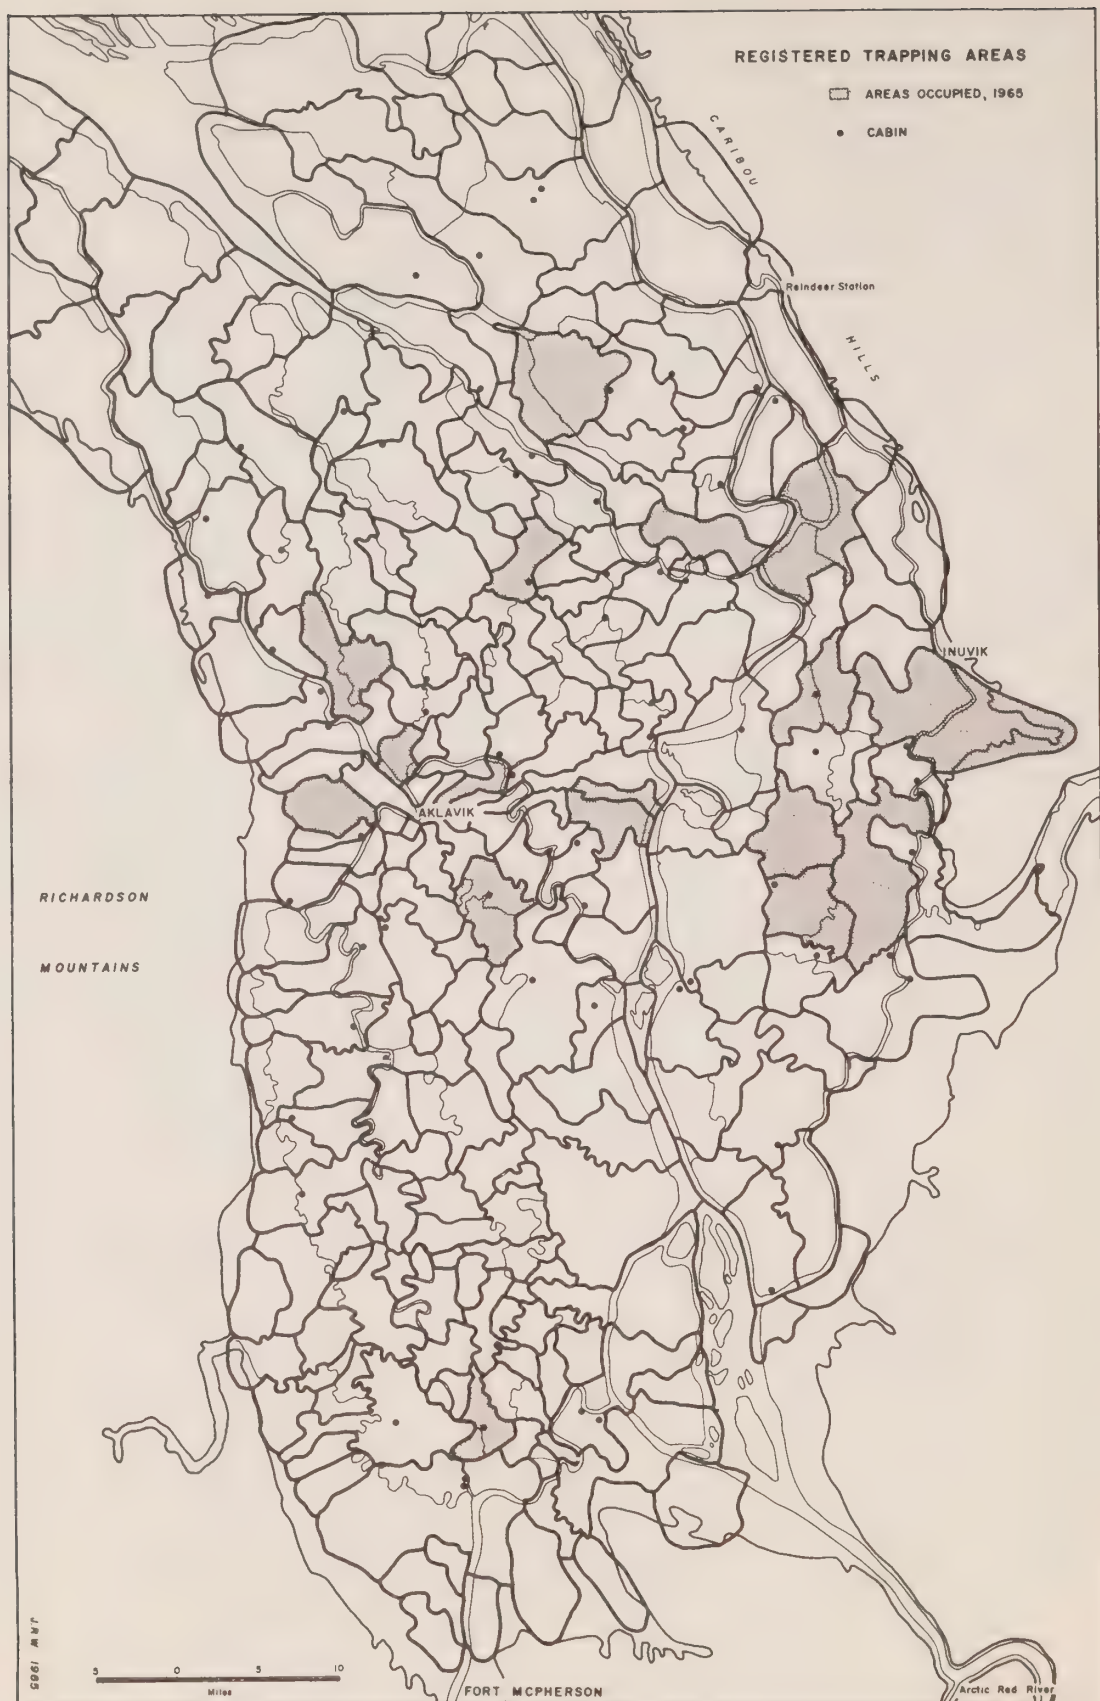 REGISTERED TRAPPING AREAS
AREAS OCCUPIED, 1965
CABIN
CARIBOU
Reindeer Station
HILLS
INUVIK
AKLAVIK
RICHARDSON
MOUNTAINS
J.R.W 1965
5 0 5 10
Miles
FORT MCPHERSON
Arctic Red River